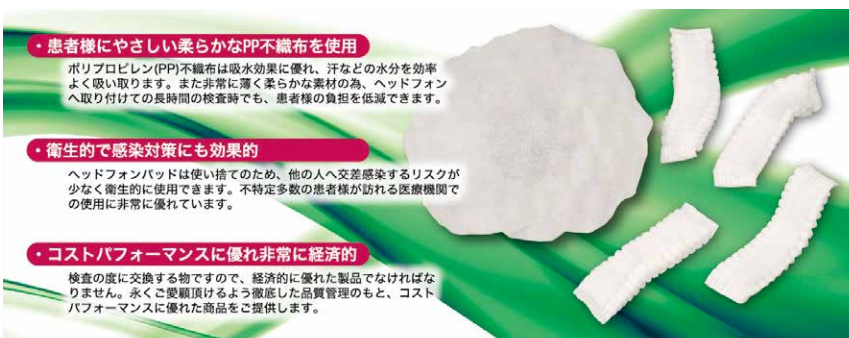 ・患者様にやさしい柔らかなPP不織布を使用
ポリプロピレン(PP)不織布は吸水効果に優れ、汗などの水分を効率
よく吸い取ります。また非常に薄く柔らかな素材の為、ヘッドフォン
へ取り付けての長時間の検査時でも、患者様の負担を低減できます。
・衛生的で感染対策にも効果的
ヘッドフォンパッドは使い捨てのため、他の人へ交差感染するリスクが
少なく衛生的に使用できます。不特定多数の患者様が訪れる医療機関で
の使用に非常に優れています。
・コストパフォーマンスに優れ非常に経済的
検査の度に交換する物ですので、経済的に優れた製品でなければな
りません。永くご愛顧頂けるよう徹底した品質管理のもと、コスト
パフォーマンスに優れた商品をご提供します。